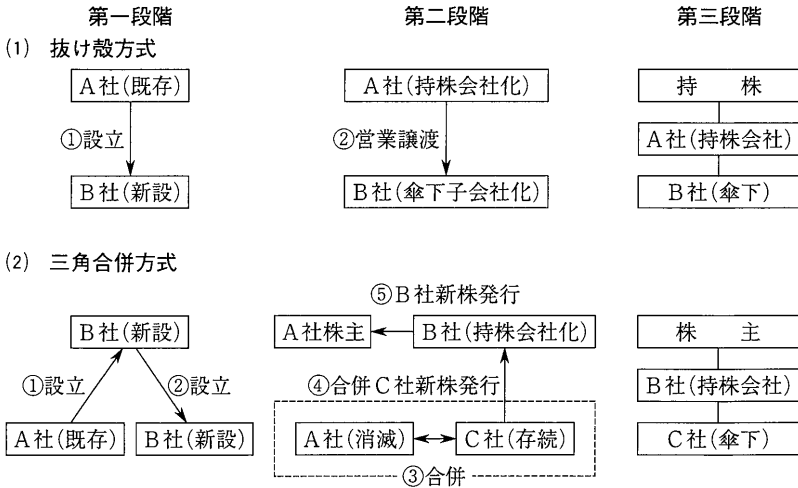 第一段階 第二段階 第三段階
(1) 抜け殻方式
A社(既存) A社(持株会社化) 持 株
①設立 ②営業譲渡 A社(持株会社)
B社(新設) B社(傘下子会社化) B社(傘下)
(2) 三角合併方式
⑤B社新株発行
B社(新設) A社株主 B社(持株会社化) 株 主
①設立 ②設立 ④合併C社新株発行 B社(持株会社)
A社(既存) B社(新設) A社(消滅) C社(存続) C社(傘下)
③合併